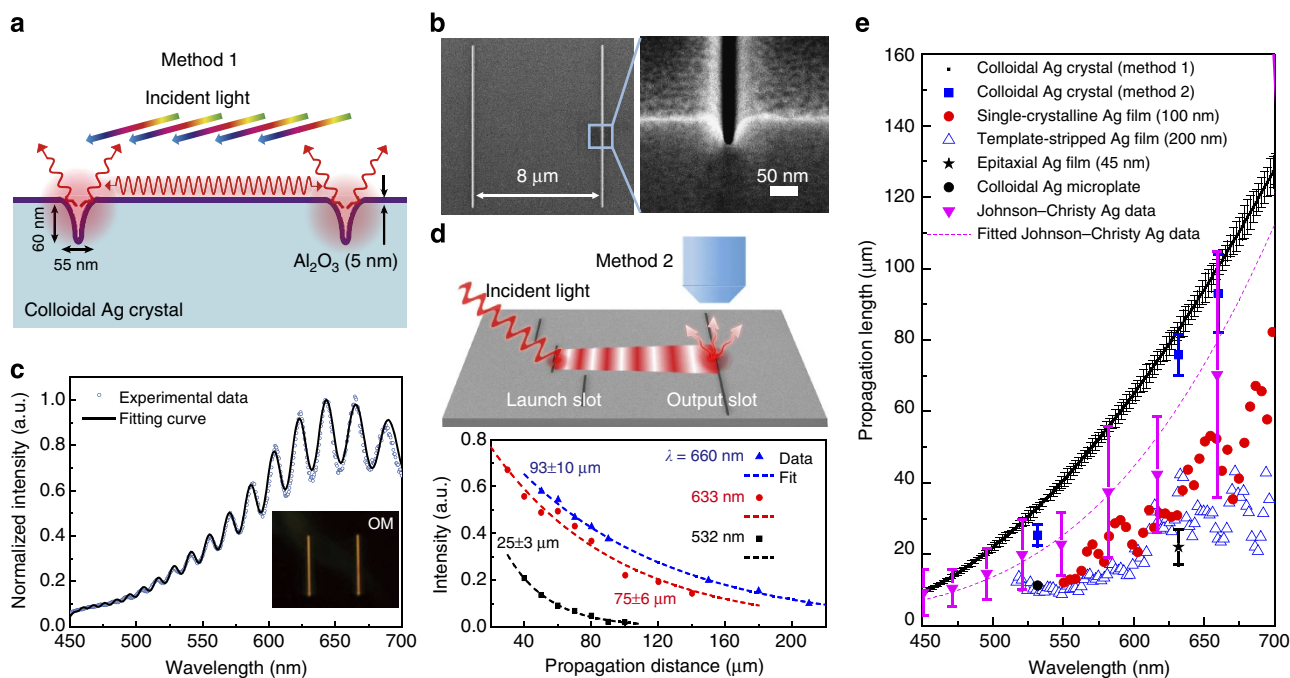 a
Method 1
Incident light
60 nm
55 nm
Al₂O₃ (5 nm)
Colloidal Ag crystal
b
8 μm
50 nm
c
Experimental data
Fitting curve
OM
Normalized intensity (a.u.)
1.0
0.8
0.6
0.4
0.2
0.0
450 500 550 600 650 700
Wavelength (nm)
d
Method 2
Incident light
Launch slot
Output slot
Intensity (a.u.)
0.8
0.6
0.4
0.2
0.0
93±10 μm
λ = 660 nm
Data
Fit
633 nm
532 nm
25±3 μm
75±6 μm
20 40 60 80 100 120 140 160 180 200 220
Propagation distance (μm)
e
Propagation length (μm)
160
140
120
100
80
60
40
20
0
Colloidal Ag crystal (method 1)
Colloidal Ag crystal (method 2)
Single-crystalline Ag film (100 nm)
Template-stripped Ag film (200 nm)
Epitaxial Ag film (45 nm)
Colloidal Ag microplate
Johnson–Christy Ag data
Fitted Johnson–Christy Ag data
450 500 550 600 650 700
Wavelength (nm)